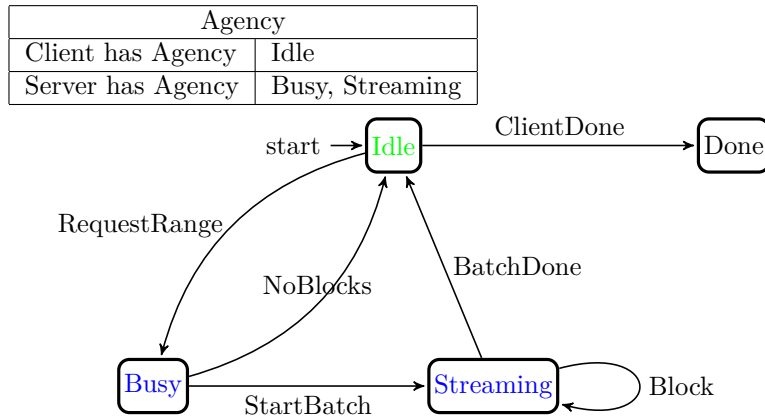 Agency
Client has Agency Idle
Server has Agency Busy, Streaming
ClientDone
start Idle Done
RequestRange
BatchDone
NoBlocks
Busy Streaming Block
StartBatch